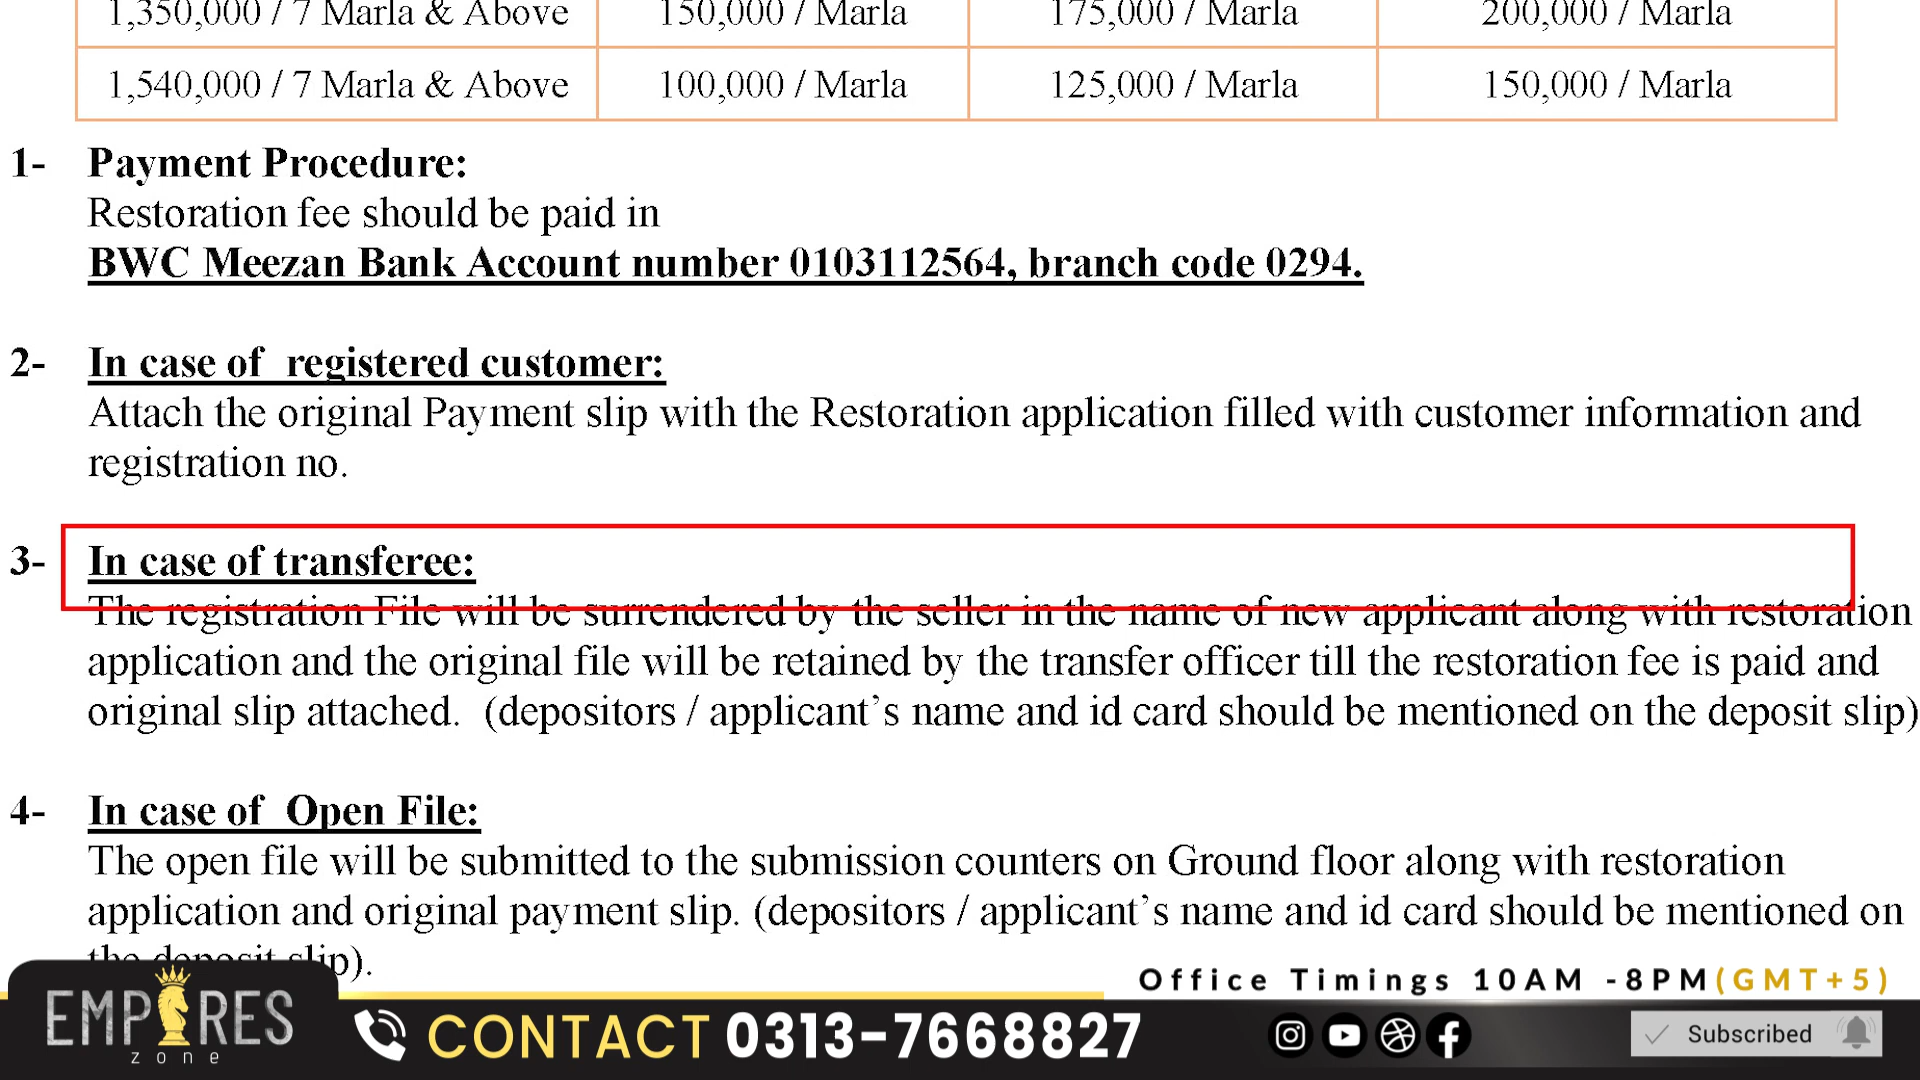 1,350,000 / 7 Marla & Above 150,000 / Marla 175,000 / Marla 200,000 / Marla
1,540,000 / 7 Marla & Above 100,000 / Marla 125,000 / Marla 150,000 / Marla
1- Payment Procedure:
Restoration fee should be paid in
BWC Meezan Bank Account number 0103112564, branch code 0294.
2- In case of registered customer:
Attach the original Payment slip with the Restoration application filled with customer information and
registration no.
3- In case of transferee:
The registration File will be surrendered by the seller in the name of new applicant along with restoration
application and the original file will be retained by the transfer officer till the restoration fee is paid and
original slip attached. (depositors / applicant’s name and id card should be mentioned on the deposit slip)
4- In case of Open File:
The open file will be submitted to the submission counters on Ground floor along with restoration
application and original payment slip. (depositors / applicant’s name and id card should be mentioned on
the deposit slip).
Office Timings 10AM -8PM(GMT+5)
EMPIRES
zone
CONTACT 0313-7668827
Subscribed